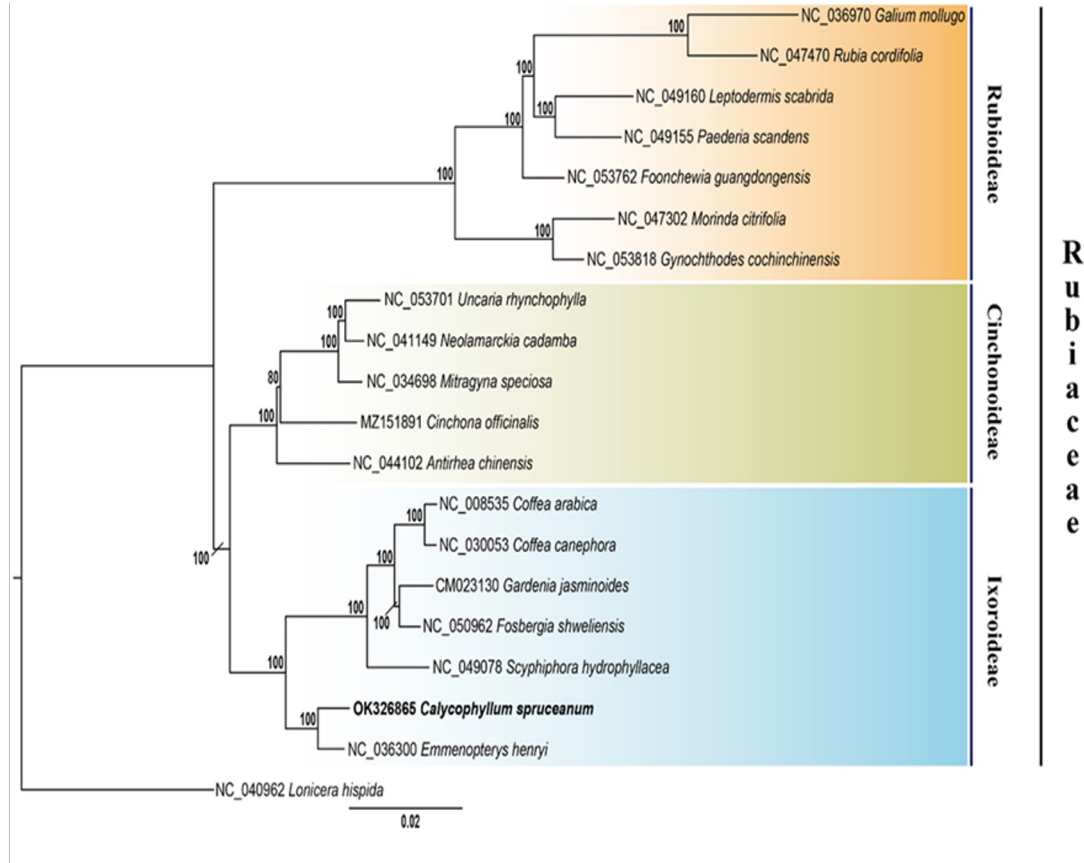 NC_036970 Galium mollugo
100
NC_047470 Rubia cordifolia
100
NC_049160 Leptodermis scabrida
100
100
NC_049155 Paederia scandens
100
NC_053762 Foonchewia guangdongensis
NC_047302 Morinda citrifolia
100
NC_053818 Gynochthodes cochinchinensis
Rubioideae
NC_053701 Uncaria rhynchophylla
100
100
NC_041149 Neolamarckia cadamba
80
NC_034698 Mitragyna speciosa
100
MZ151891 Cinchona officinalis
NC_044102 Antirhea chinensis
Cinchonoideae
NC_008535 Coffea arabica
100
100
NC_030053 Coffea canephora
100
CM023130 Gardenia jasminoides
100
100
NC_050962 Fosbergia shweliensis
100
NC_049078 Scyphiphora hydrophyllacea
OK326865 Calycophyllum spruceanum
100
NC_036300 Emmenopterys henryi
Ixoroideae
Rubiaceae
NC_040962 Lonicera hispida
0.02